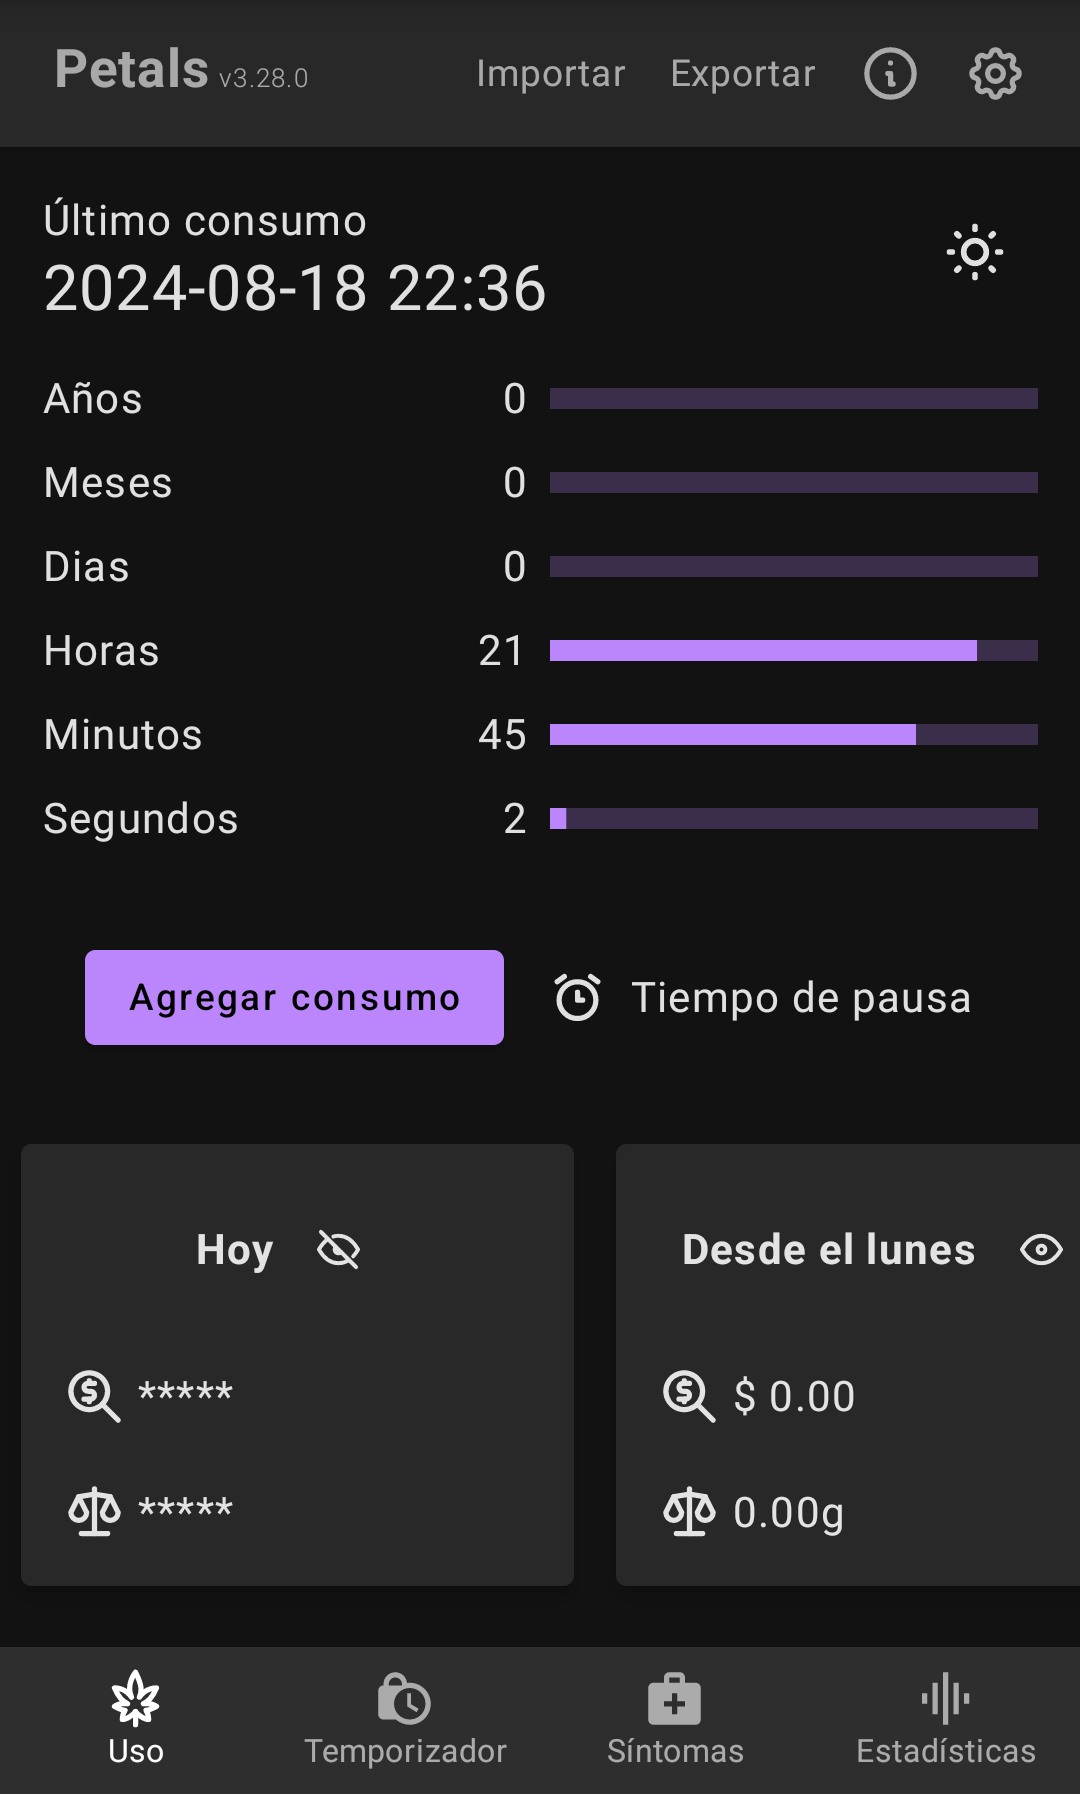 Petals v3.28.0 Importar Exportar
Último consumo
2024-08-18 22:36
Años 0
Meses 0
Dias 0
Horas 21
Minutos 45
Segundos 2
Agregar consumo Tiempo de pausa
Hoy
*****
*****
Desde el lunes
$ 0.00
0.00g
Uso Temporizador Síntomas Estadísticas